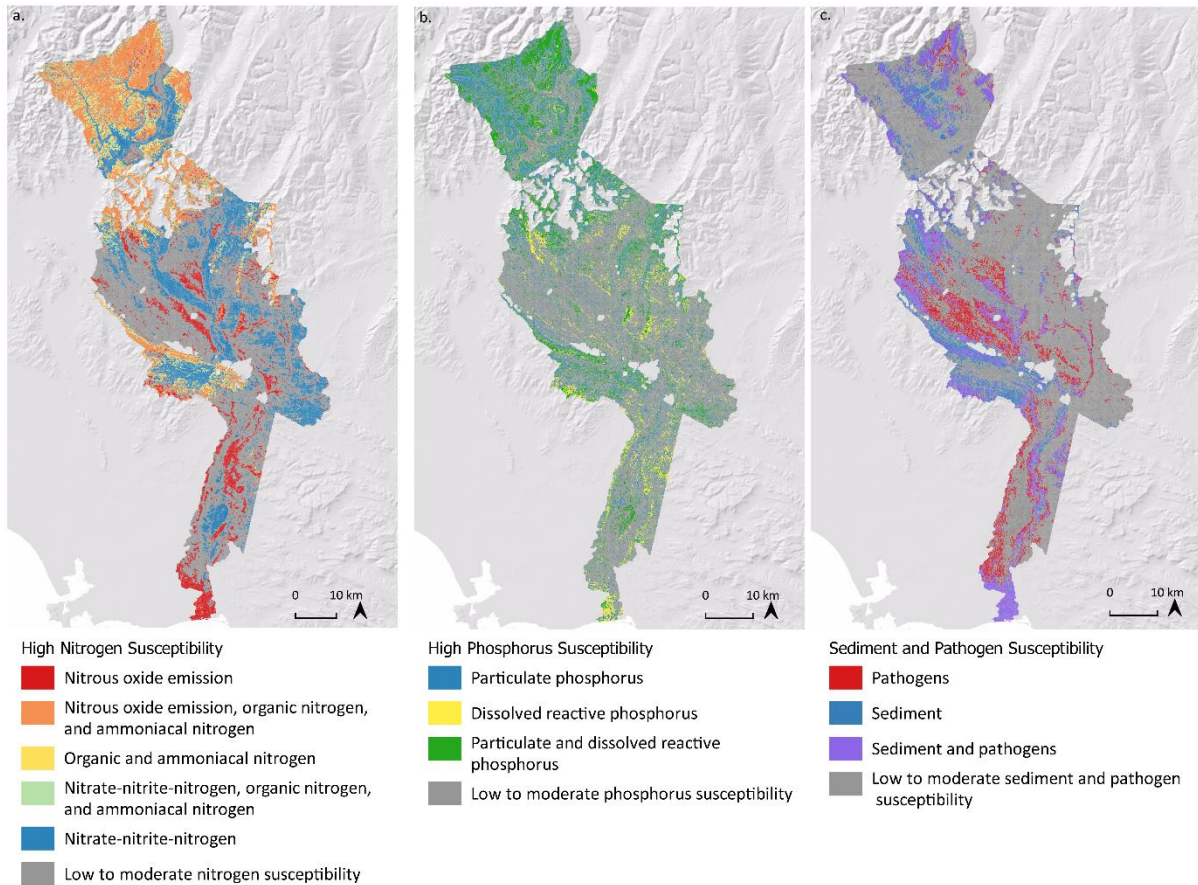 a.
0 10 km
High Nitrogen Susceptibility
Nitrous oxide emission
Nitrous oxide emission, organic nitrogen,
and ammoniacal nitrogen
Organic and ammoniacal nitrogen
Nitrate-nitrite-nitrogen, organic nitrogen,
and ammoniacal nitrogen
Nitrate-nitrite-nitrogen
Low to moderate nitrogen susceptibility
b.
0 10 km
High Phosphorus Susceptibility
Particulate phosphorus
Dissolved reactive phosphorus
Particulate and dissolved reactive
phosphorus
Low to moderate phosphorus susceptibility
c.
0 10 km
Sediment and Pathogen Susceptibility
Pathogens
Sediment
Sediment and pathogens
Low to moderate sediment and pathogen
susceptibility